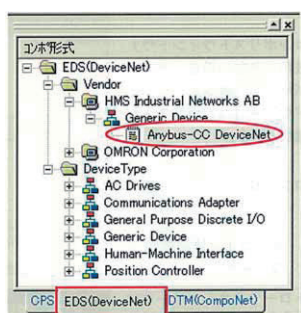 コンポ形式
EDS(DeviceNet)
Vendor
HMS Industrial Networks AB
Generic Device
Anybus-CC DeviceNet
OMRON Corporation
DeviceType
AC Drives
Communications Adapter
General Purpose Discrete I/O
Generic Device
Human-Machine Interface
Position Controller
CPS EDS(DeviceNet) DTM(CompoNet)